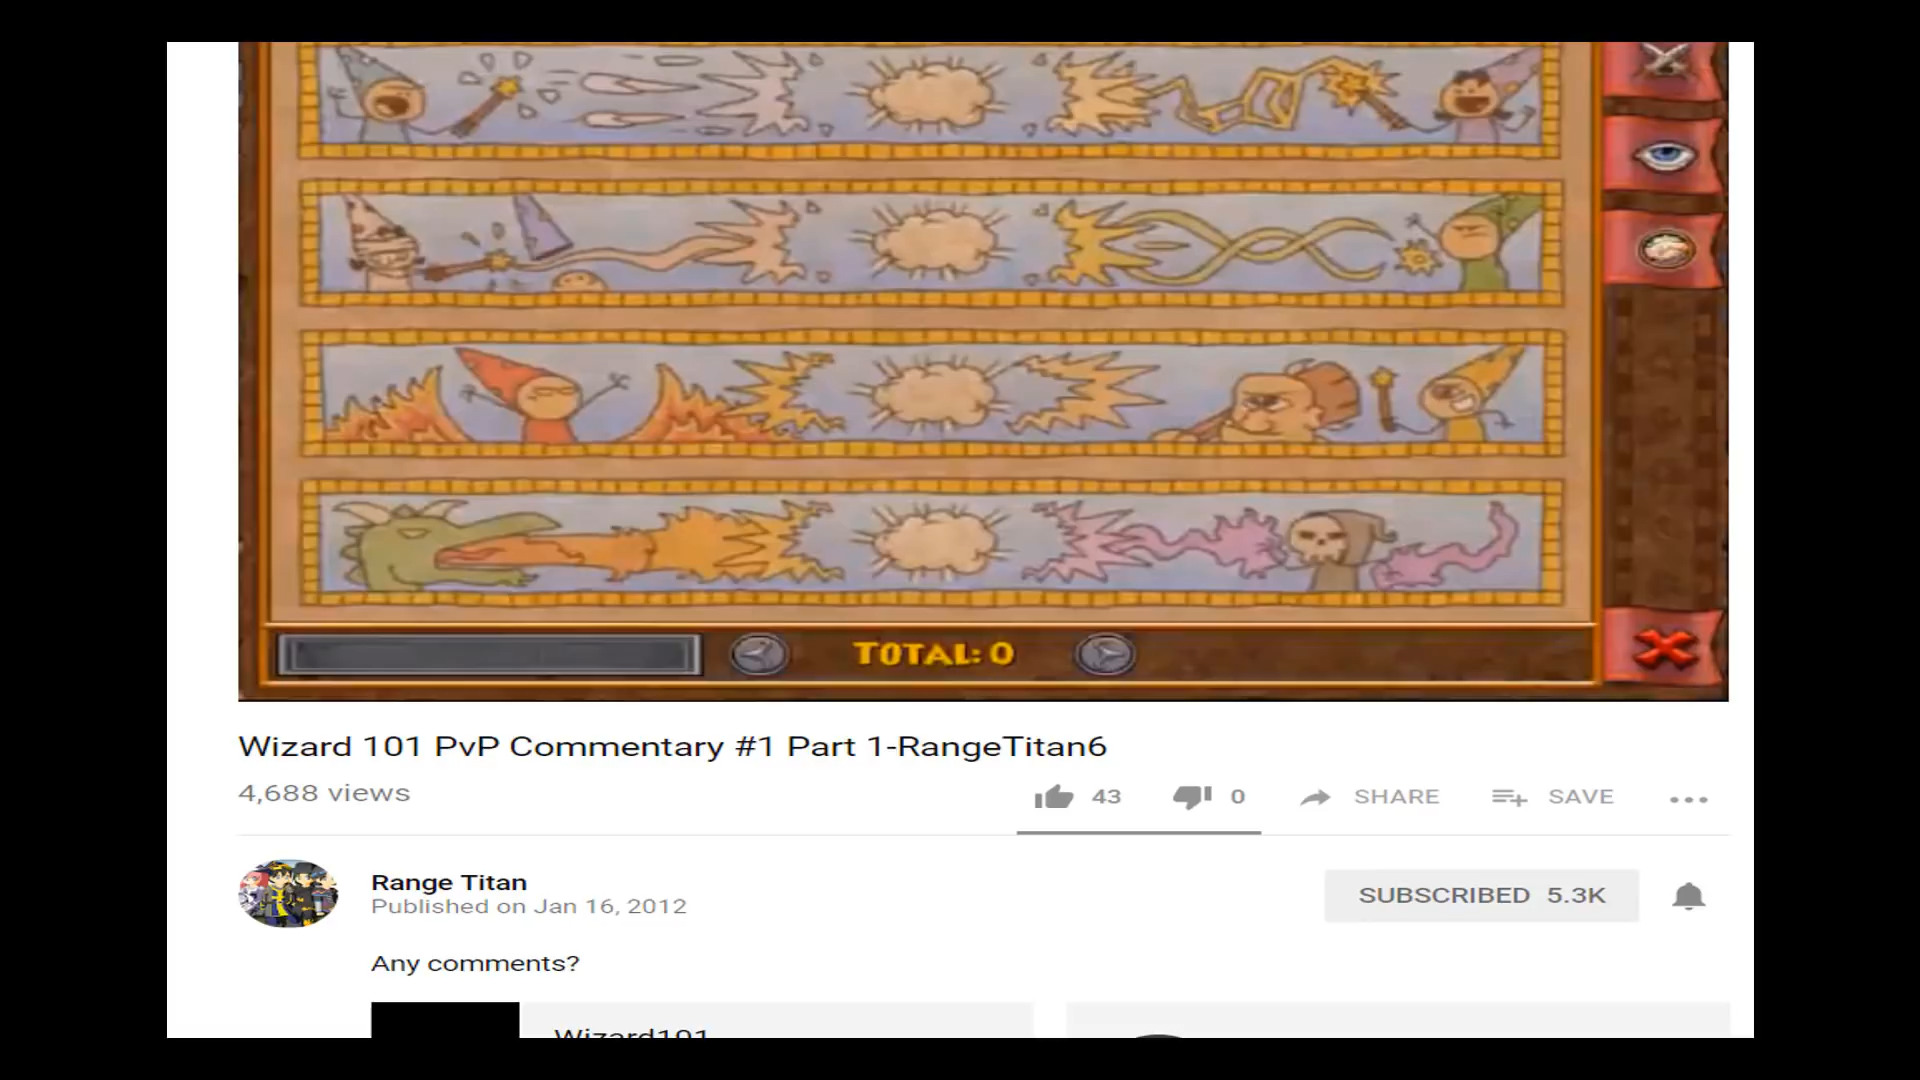 TOTAL: 0
Wizard 101 PvP Commentary #1 Part 1-RangeTitan6
4,688 views
43 0 SHARE SAVE
Range Titan
Published on Jan 16, 2012
SUBSCRIBED 5.3K
Any comments?
Wizard101